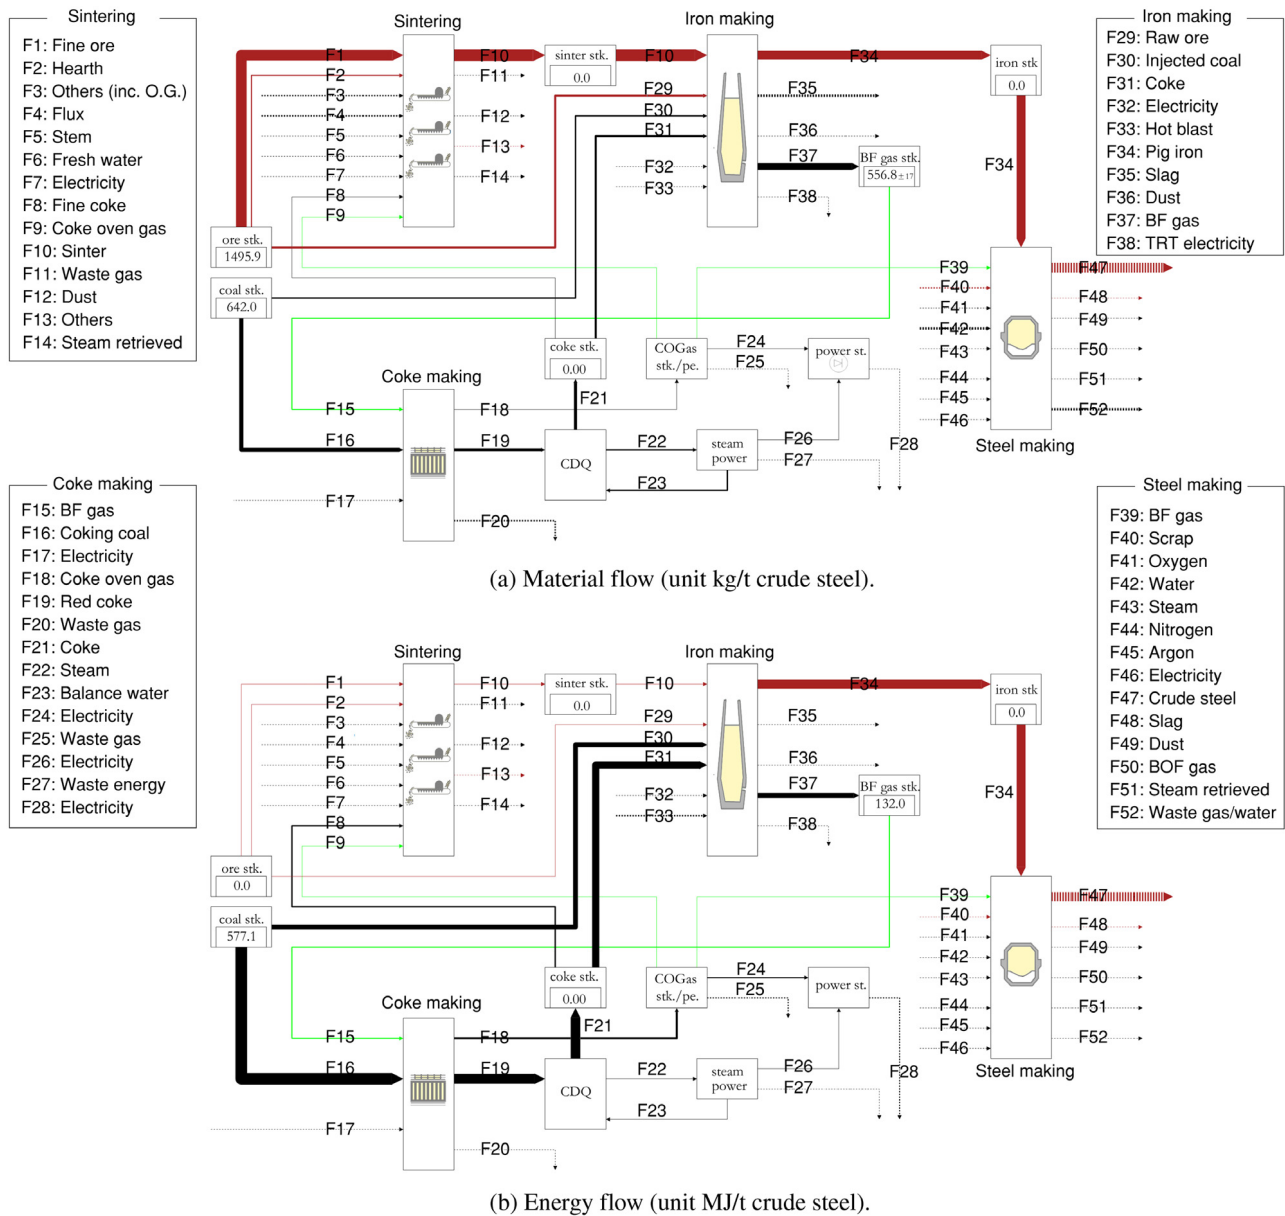 Sintering
F1: Fine ore
F2: Hearth
F3: Others (inc. O.G.)
F4: Flux
F5: Stem
F6: Fresh water
F7: Electricity
F8: Fine coke
F9: Coke oven gas
F10: Sinter
F11: Waste gas
F12: Dust
F13: Others
F14: Steam retrieved
Coke making
F15: BF gas
F16: Coking coal
F17: Electricity
F18: Coke oven gas
F19: Red coke
F20: Waste gas
F21: Coke
F22: Steam
F23: Balance water
F24: Electricity
F25: Waste gas
F26: Electricity
F27: Waste energy
F28: Electricity
Iron making
F29: Raw ore
F30: Injected coal
F31: Coke
F32: Electricity
F33: Hot blast
F34: Pig iron
F35: Slag
F36: Dust
F37: BF gas
F38: TRT electricity
Steel making
F39: BF gas
F40: Scrap
F41: Oxygen
F42: Water
F43: Steam
F44: Nitrogen
F45: Argon
F46: Electricity
F47: Crude steel
F48: Slag
F49: Dust
F50: BOF gas
F51: Steam retrieved
F52: Waste gas/water
Sintering
F1
F2
F3
F4
F5
F6
F7
F8
F9
F10
F11
F12
F13
F14
sinter stk.
0.0
Iron making
F10
F29
F30
F31
F32
F33
F34
F35
F36
F37
F38
iron stk
0.0
F34
BF gas stk.
556.8±17
ore stk.
1495.9
coal stk.
642.0
Coke making
F15
F16
F17
F18
F19
F20
coke stk.
0.00
F21
CDQ
F22
F23
COGas
stk./pe.
F24
F25
power st.
steam
power
F26
F27
F28
F39
F40
F41
F42
F43
F44
F45
F46
F47
F48
F49
F50
F51
F52
Steel making
(a) Material flow (unit kg/t crude steel).
Sintering
F1
F2
F3
F4
F5
F6
F7
F8
F9
F10
F11
F12
F13
F14
sinter stk.
0.0
Iron making
F10
F29
F30
F31
F32
F33
F34
F35
F36
F37
F38
iron stk
0.0
F34
BF gas stk.
132.0
ore stk.
0.0
coal stk.
577.1
Coke making
F15
F16
F17
F18
F19
F20
coke stk.
0.00
F21
CDQ
F22
F23
COGas
stk./pe.
F24
F25
power st.
steam
power
F26
F27
F28
F39
F40
F41
F42
F43
F44
F45
F46
F47
F48
F49
F50
F51
F52
Steel making
(b) Energy flow (unit MJ/t crude steel).